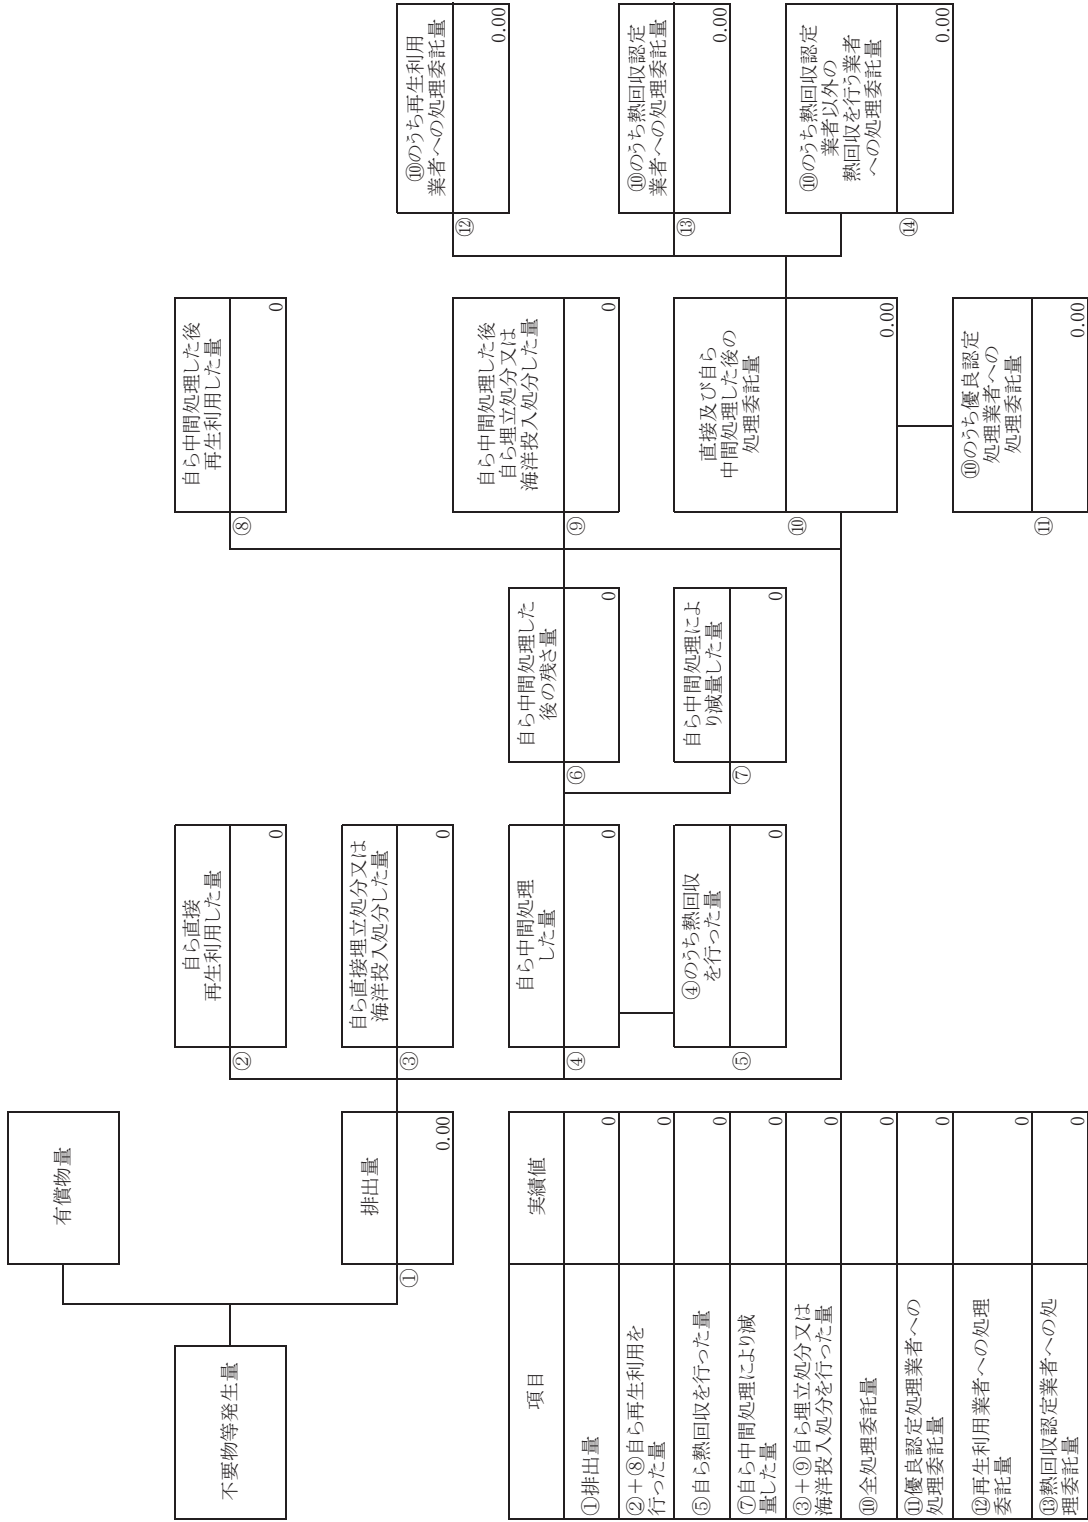 不要物等発生量
有償物量
①
排出量
0.00
②
自ら直接
再生利用した量
0
③
自ら直接埋立処分又は
海洋投入処分した量
0
④
自ら中間処理
した量
0
⑤
④のうち熱回収
を行った量
0
⑥
自ら中間処理した
後の残さ量
0
⑦
自ら中間処理によ
り減量した量
0
⑧
自ら中間処理した後
再生利用した量
0
⑨
自ら中間処理した後
自ら埋立処分又は
海洋投入処分した量
0
⑩
直接及び自ら
中間処理した後の
処理委託量
0.00
⑪
⑩のうち優良認定
処理業者への
処理委託量
0.00
⑫
⑩のうち再生利用
業者への処理委託量
0.00
⑬
⑩のうち熱回収認定
業者への処理委託量
0.00
⑭
⑩のうち熱回収認定
業者以外の
熱回収を行う業者
への処理委託量
0.00
項目
実績値
①排出量
0
②+⑧自ら再生利用を
行った量
0
⑤自ら熱回収を行った量
0
⑦自ら中間処理により減
量した量
0
③+⑨自ら埋立処分又は
海洋投入処分を行った量
0
⑩全処理委託量
0
⑪優良認定処理業者への
処理委託量
0
⑫再生利用業者への処理
委託量
0
⑬熱回収認定業者への処
理委託量
0